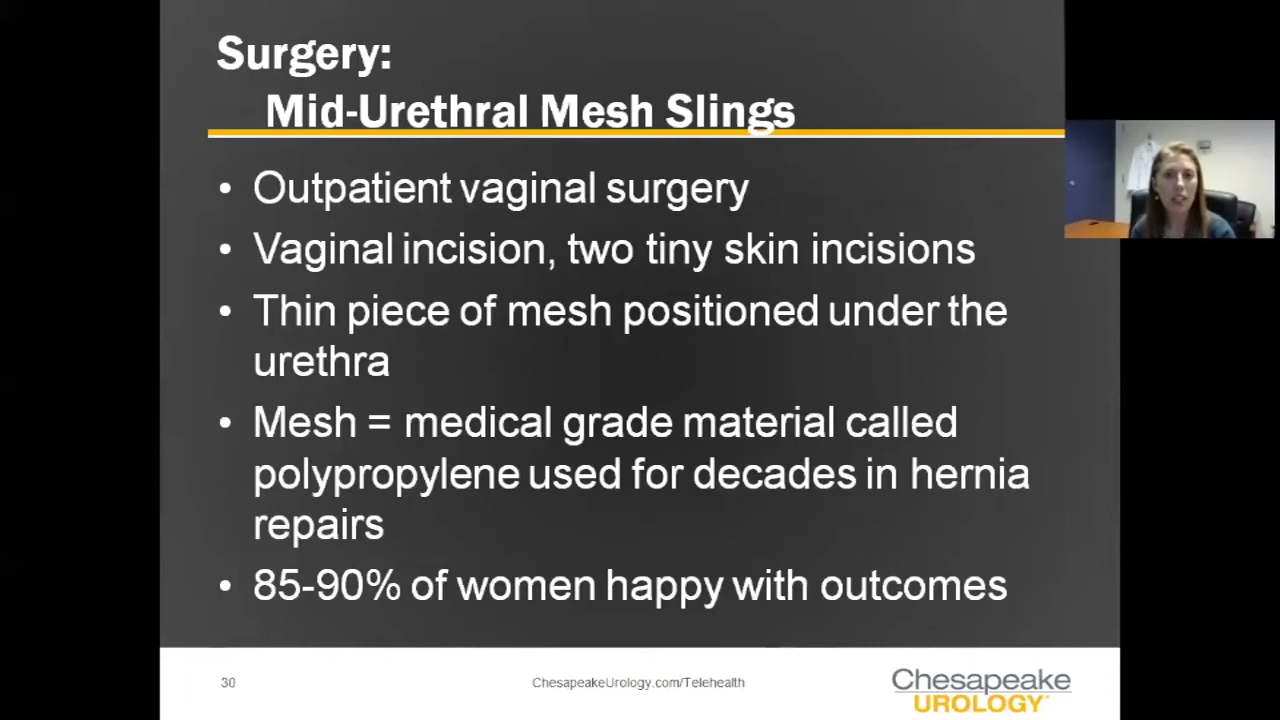 Surgery:
Mid-Urethral Mesh Slings
• Outpatient vaginal surgery
• Vaginal incision, two tiny skin incisions
• Thin piece of mesh positioned under the
urethra
• Mesh = medical grade material called
polypropylene used for decades in hernia
repairs
• 85-90% of women happy with outcomes
30
ChesapeakeUrology.com/Telehealth
Chesapeake
UROLOGY